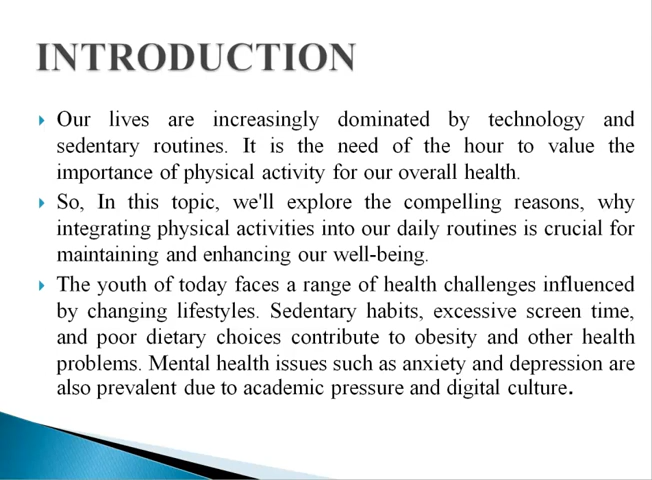 INTRODUCTION
Our lives are increasingly dominated by technology and
sedentary routines. It is the need of the hour to value the
importance of physical activity for our overall health.
So, In this topic, we'll explore the compelling reasons, why
integrating physical activities into our daily routines is crucial for
maintaining and enhancing our well-being.
The youth of today faces a range of health challenges influenced
by changing lifestyles. Sedentary habits, excessive screen time,
and poor dietary choices contribute to obesity and other health
problems. Mental health issues such as anxiety and depression are
also prevalent due to academic pressure and digital culture.